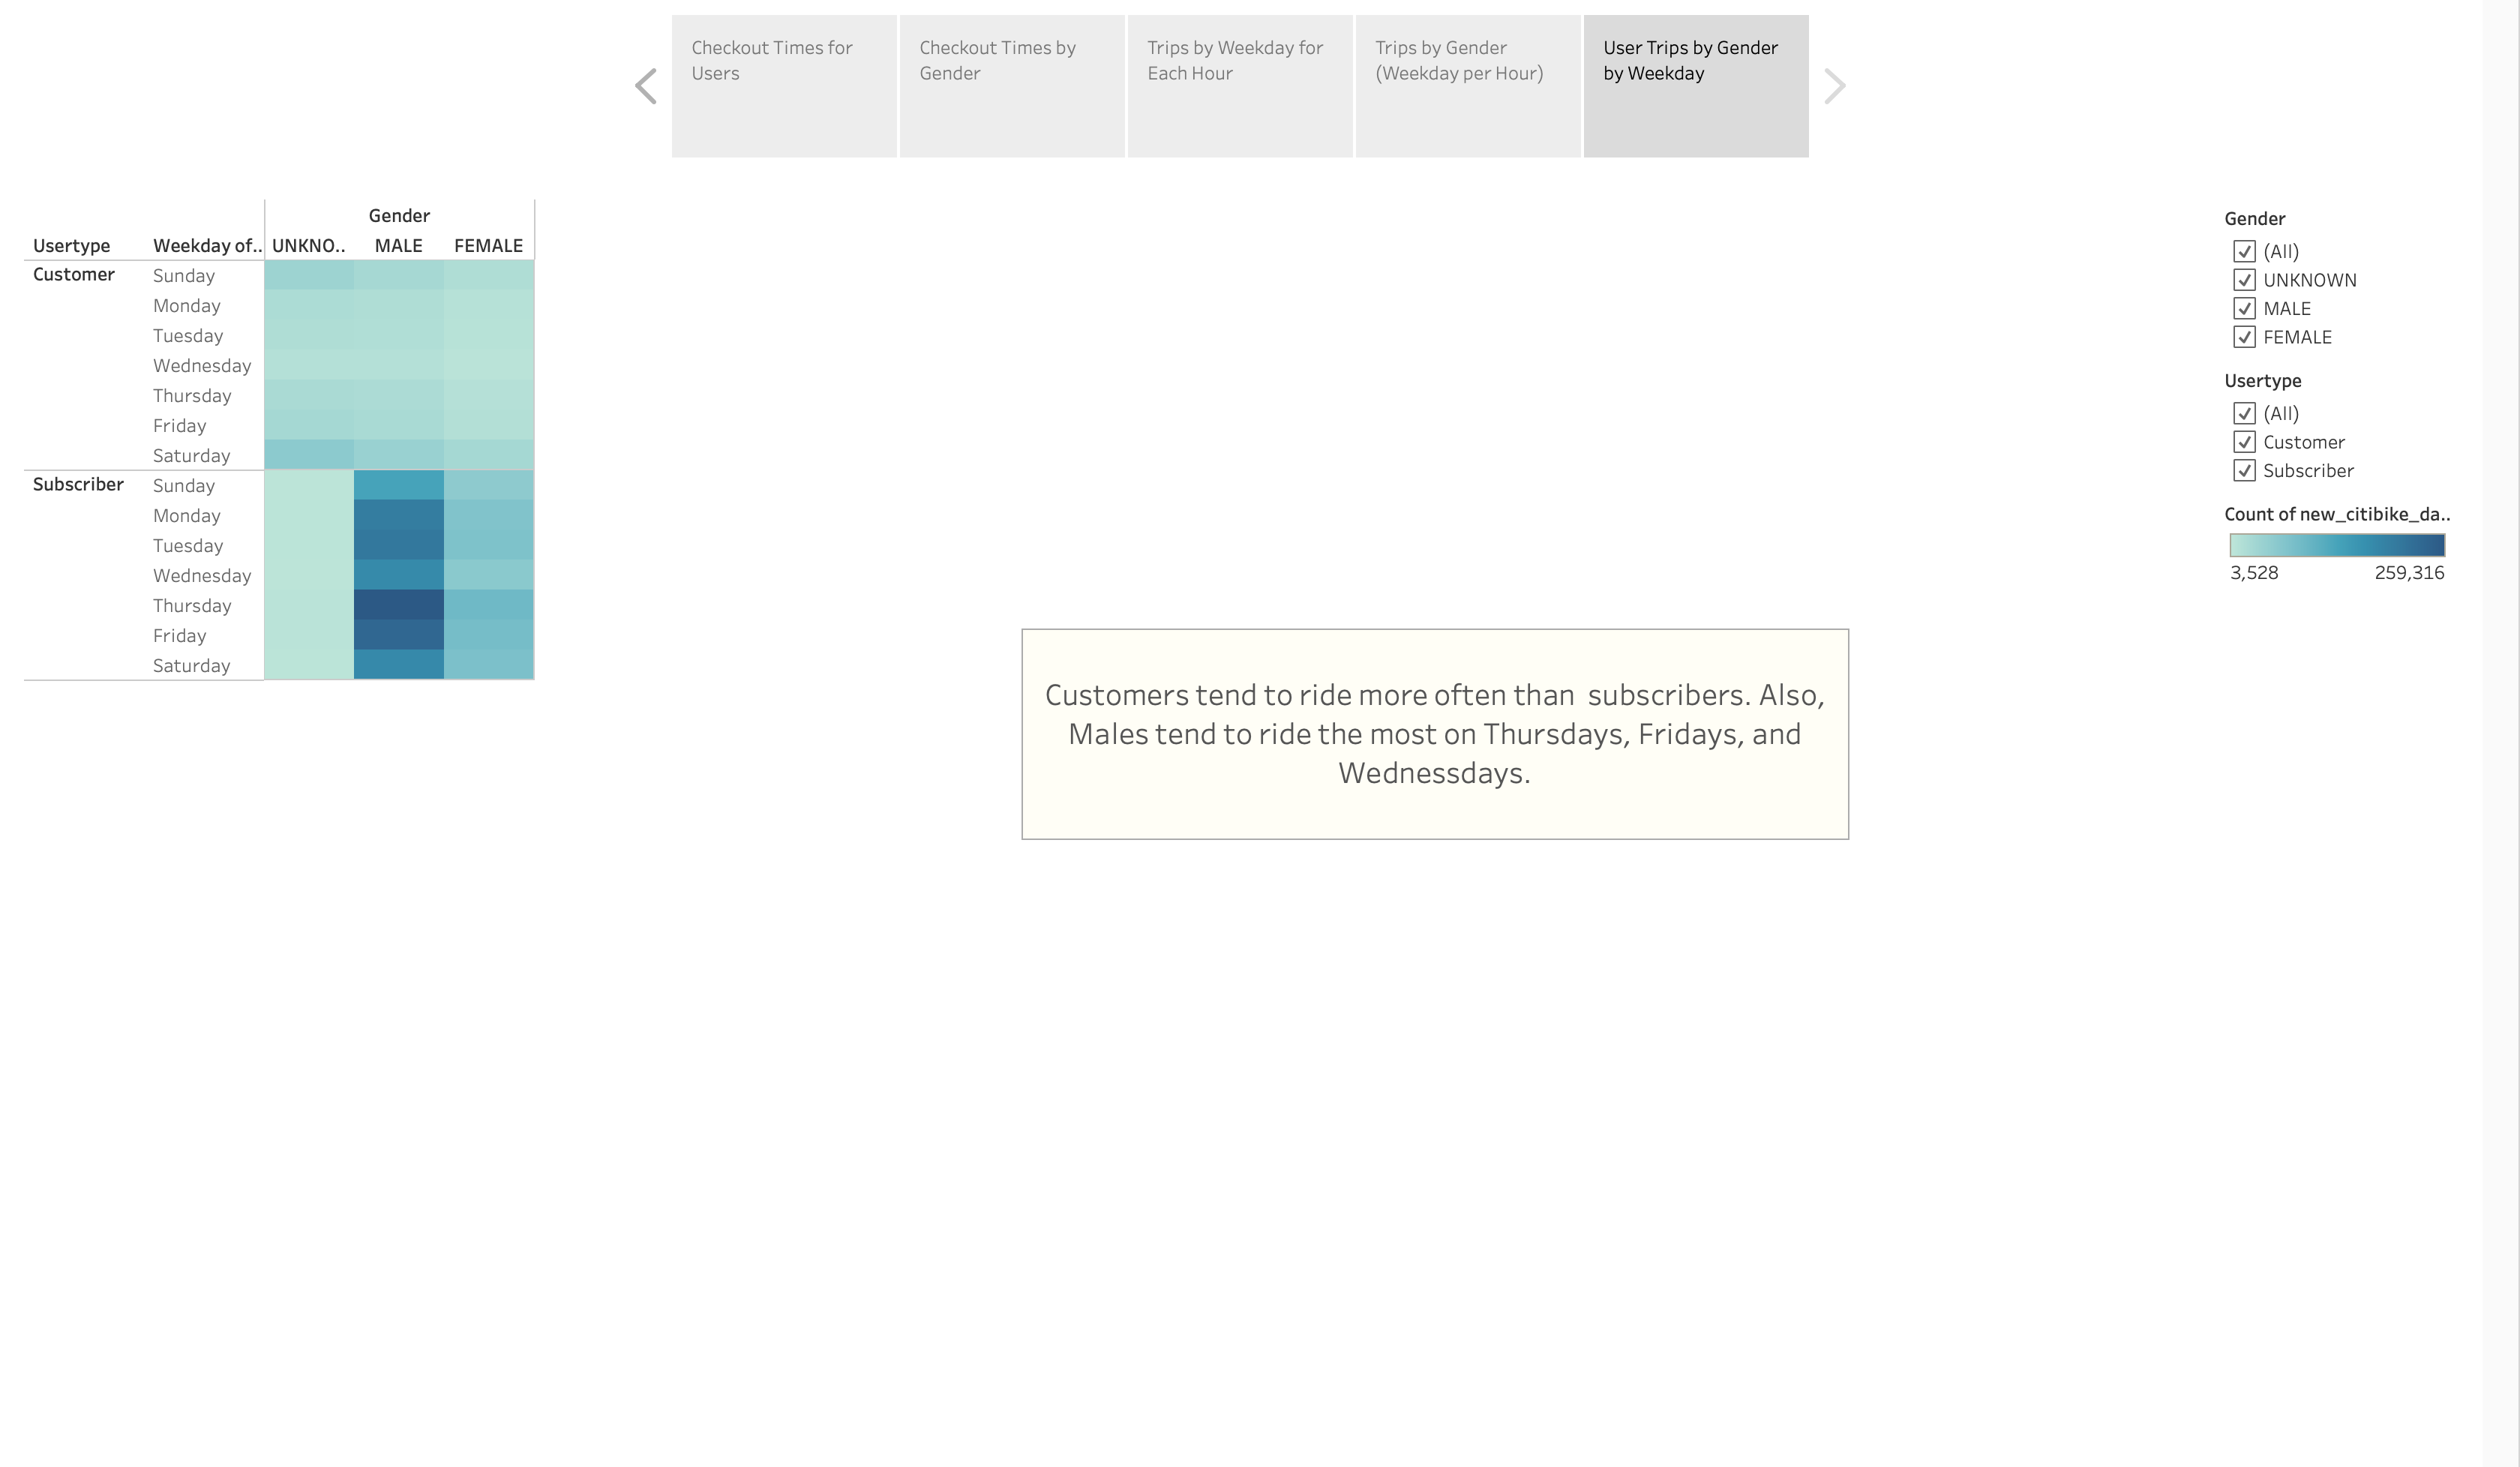 Checkout Times for
Users
Checkout Times by
Gender
Trips by Weekday for
Each Hour
Trips by Gender
(Weekday per Hour)
User Trips by Gender
by Weekday
Gender
Usertype Weekday of.. UNKNO.. MALE FEMALE
Customer Sunday
Monday
Tuesday
Wednesday
Thursday
Friday
Saturday
Subscriber Sunday
Monday
Tuesday
Wednesday
Thursday
Friday
Saturday
Gender
(All)
UNKNOWN
MALE
FEMALE
Usertype
(All)
Customer
Subscriber
Count of new_citibike_da..
3,528 259,316
Customers tend to ride more often than subscribers. Also,
Males tend to ride the most on Thursdays, Fridays, and
Wednessdays.